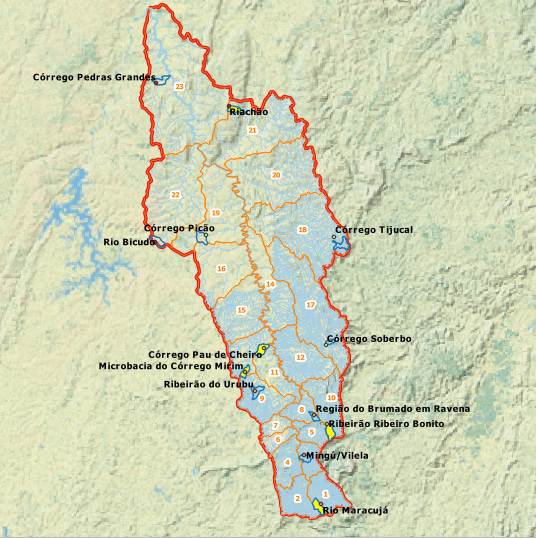 Córrego Pedras Grandes
23
Riachão
21
20
22
19
Córrego Picão
18
Córrego Tijucal
Rio Bicudo
16
14
17
15
Córrego Soberbo
Córrego Pau de Cheiro
12
Microbacia do Córrego Mirim
11
Ribeirão do Urubu
9
10
8
Região do Brumado em Ravena
7
Ribeirão Ribeiro Bonito
5
6
Mingú/Vilela
4
2
1
Rio Maracujá